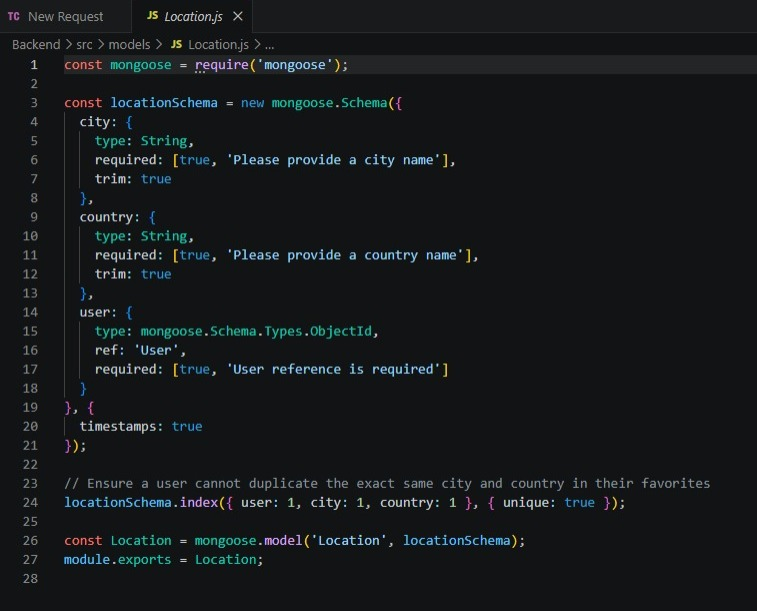 TC New Request
JS Location.js
Backend > src > models > JS Location.js > ...
1 const mongoose = require('mongoose');
2
3 const locationSchema = new mongoose.Schema({
4   city: {
5     type: String,
6     required: [true, 'Please provide a city name'],
7     trim: true
8   },
9   country: {
10     type: String,
11     required: [true, 'Please provide a country name'],
12     trim: true
13   },
14   user: {
15     type: mongoose.Schema.Types.ObjectId,
16     ref: 'User',
17     required: [true, 'User reference is required']
18   }
19 }, {
20   timestamps: true
21 });
22
23 // Ensure a user cannot duplicate the exact same city and country in their favorites
24 locationSchema.index({ user: 1, city: 1, country: 1 }, { unique: true });
25
26 const Location = mongoose.model('Location', locationSchema);
27 module.exports = Location;
28